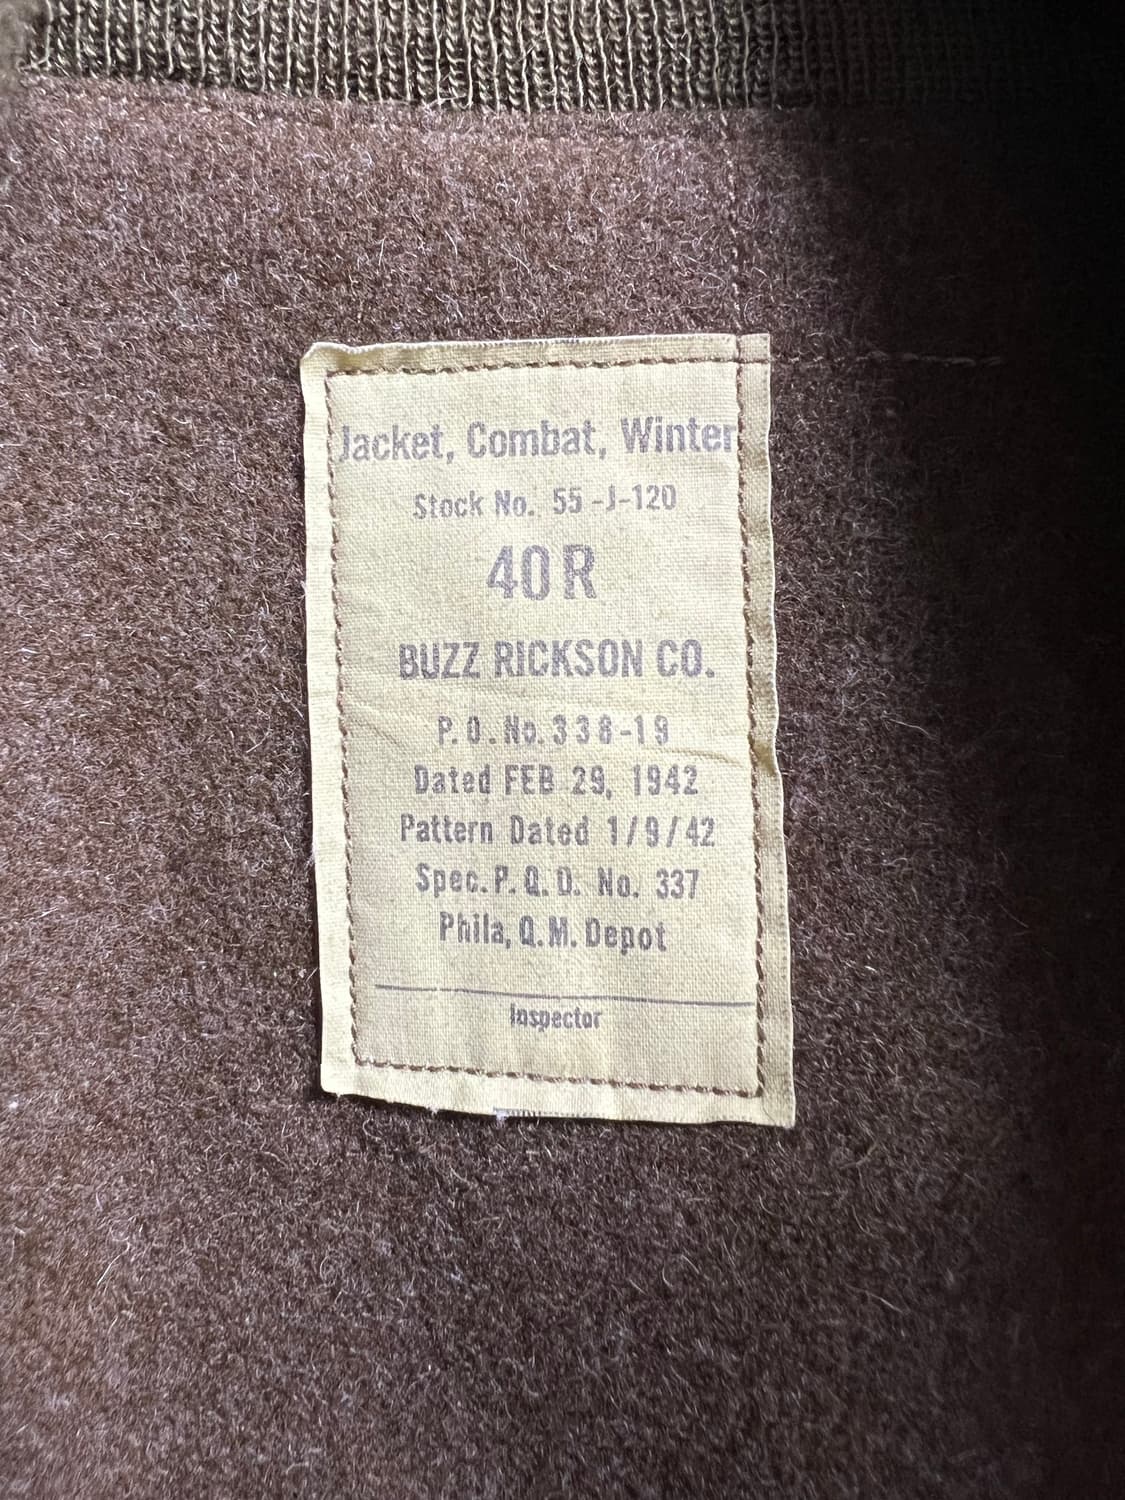 Jacket, Combat, Winter
Stock No. 55-J-120
40R
BUZZ RICKSON CO.
P.O.No.338-19
Dated FEB 29, 1942
Pattern Dated 1/9/42
Spec.P.Q.D. No. 337
Phila, Q.M. Depot
Inspector